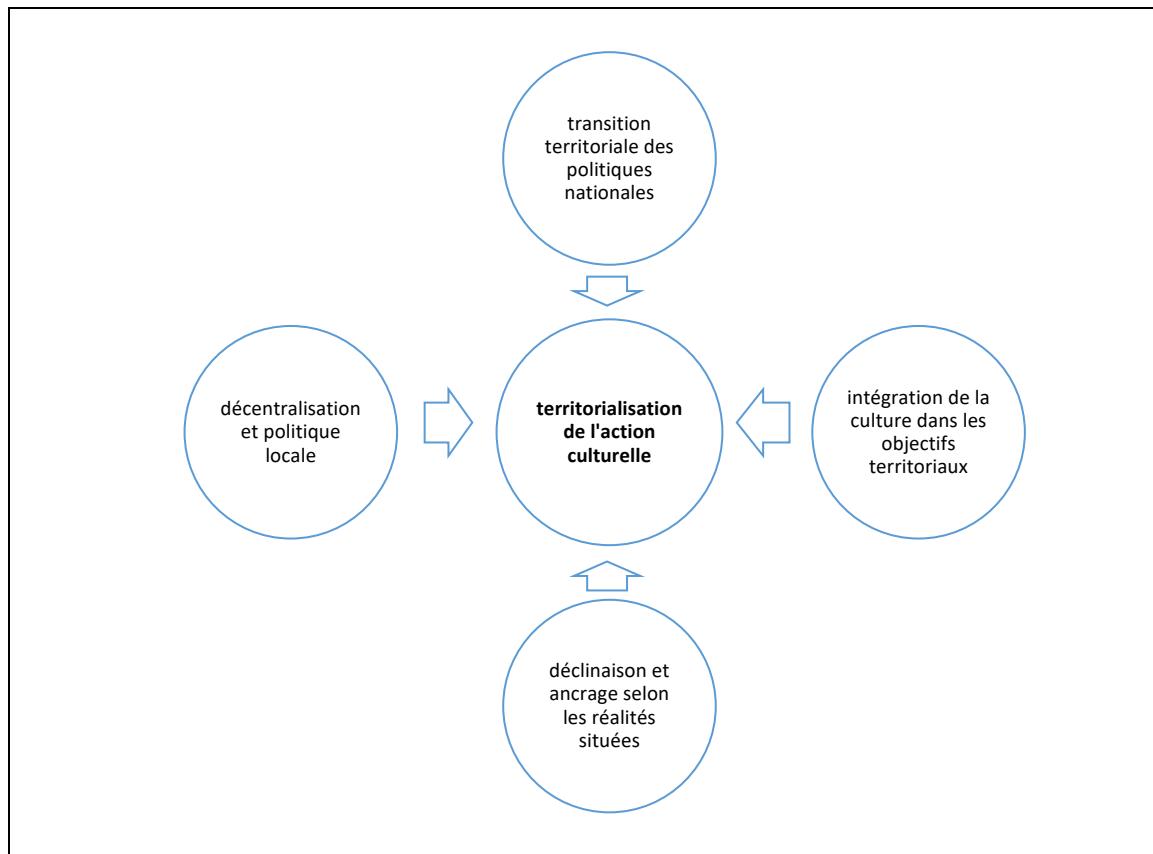 transition
territoriale des
politiques
nationales
décentralisation
et politique
locale
territorialisation
de l'action
culturelle
intégration de la
culture dans les
objectifs
territoriaux
déclinaison et
ancrage selon
les réalités
situées